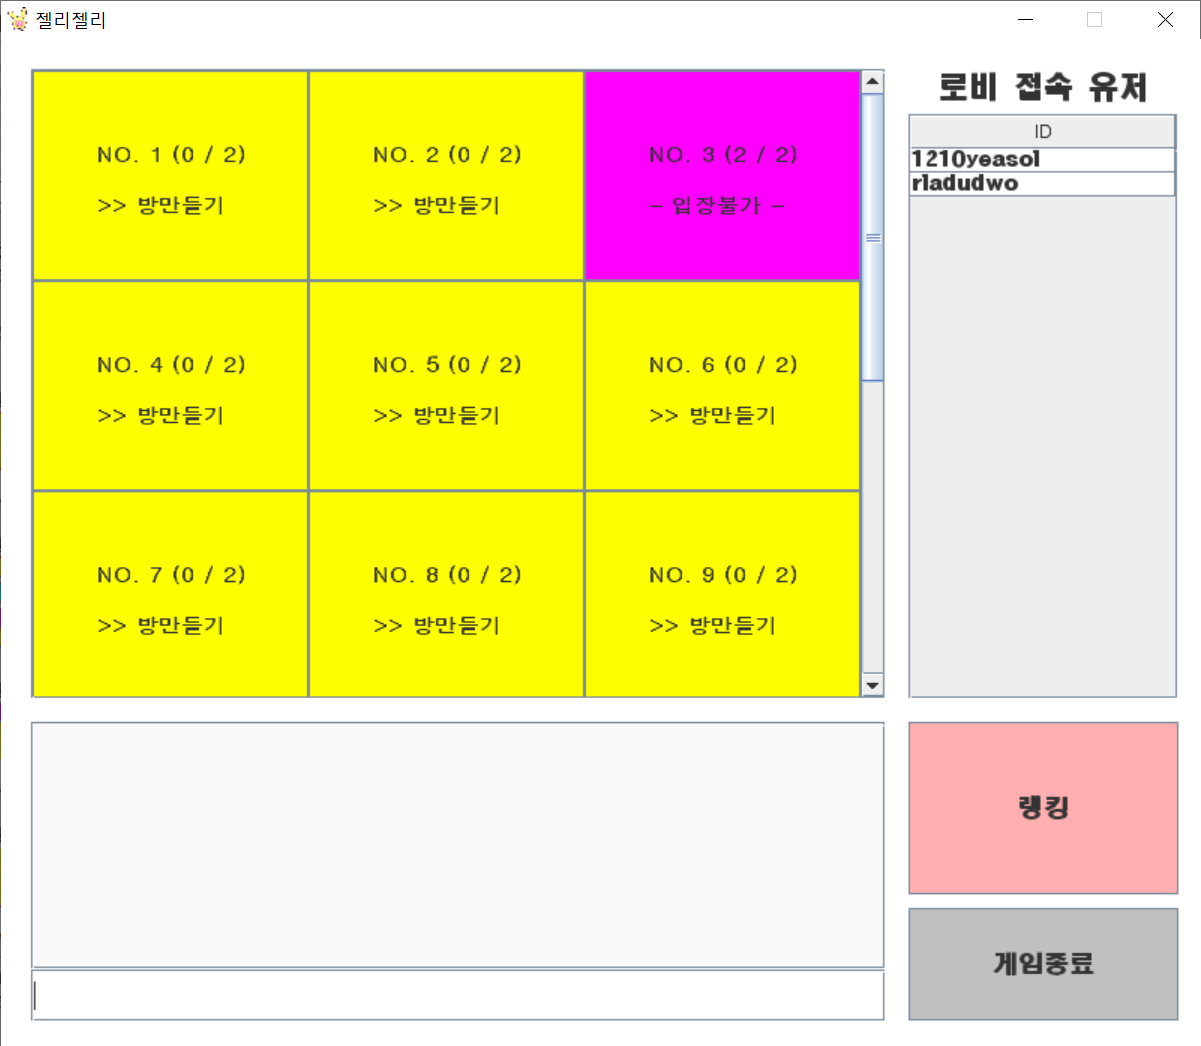 젤리젤리
NO. 1 (0 / 2)
>> 방만들기
NO. 2 (0 / 2)
>> 방만들기
NO. 3 (2 / 2)
– 입장불가 –
NO. 4 (0 / 2)
>> 방만들기
NO. 5 (0 / 2)
>> 방만들기
NO. 6 (0 / 2)
>> 방만들기
NO. 7 (0 / 2)
>> 방만들기
NO. 8 (0 / 2)
>> 방만들기
NO. 9 (0 / 2)
>> 방만들기
로비 접속 유저
ID
1210yeasol
rladudwo
랭킹
게임종료